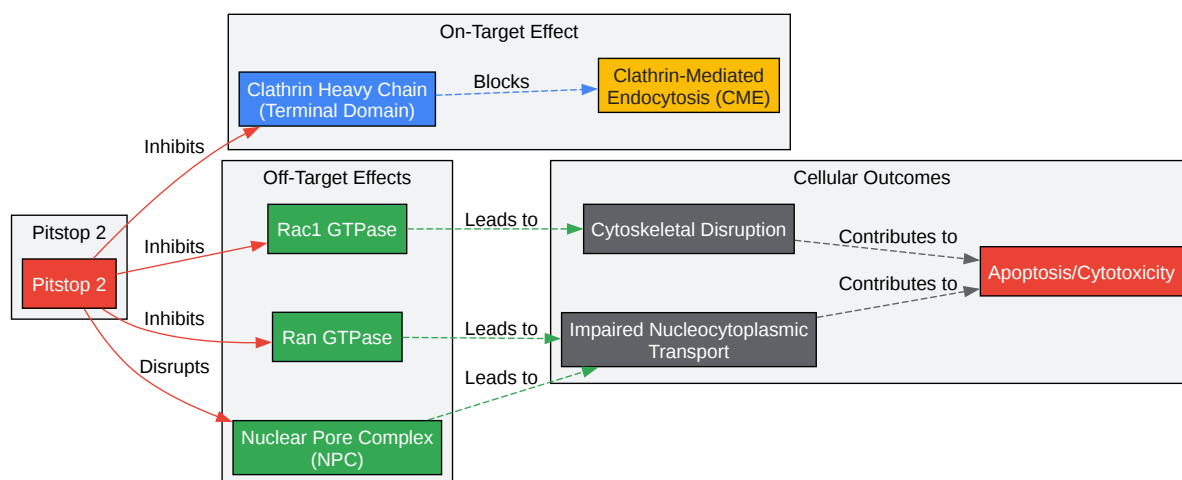 On-Target Effect
Clathrin Heavy Chain
(Terminal Domain)
Blocks
Clathrin-Mediated
Endocytosis (CME)
Inhibits
Off-Target Effects
Cellular Outcomes
Pitstop 2
Pitstop 2
Inhibits
Rac1 GTPase
Leads to
Cytoskeletal Disruption
Contributes to
Apoptosis/Cytotoxicity
Contributes to
Inhibits
Ran GTPase
Leads to
Impaired Nucleocytoplasmic
Transport
Disrupts
Leads to
Nuclear Pore Complex
(NPC)